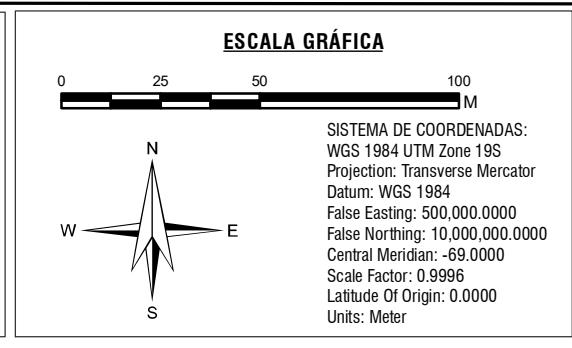 ESCALA GRÁFICA
0 25 50 100
M
SISTEMA DE COORDENADAS:
WGS 1984 UTM Zone 19S
Projection: Transverse Mercator
Datum: WGS 1984
False Easting: 500,000.0000
False Northing: 10,000,000.0000
Central Meridian: -69.0000
Scale Factor: 0.9996
Latitude Of Origin: 0.0000
Units: Meter
N
W E
S